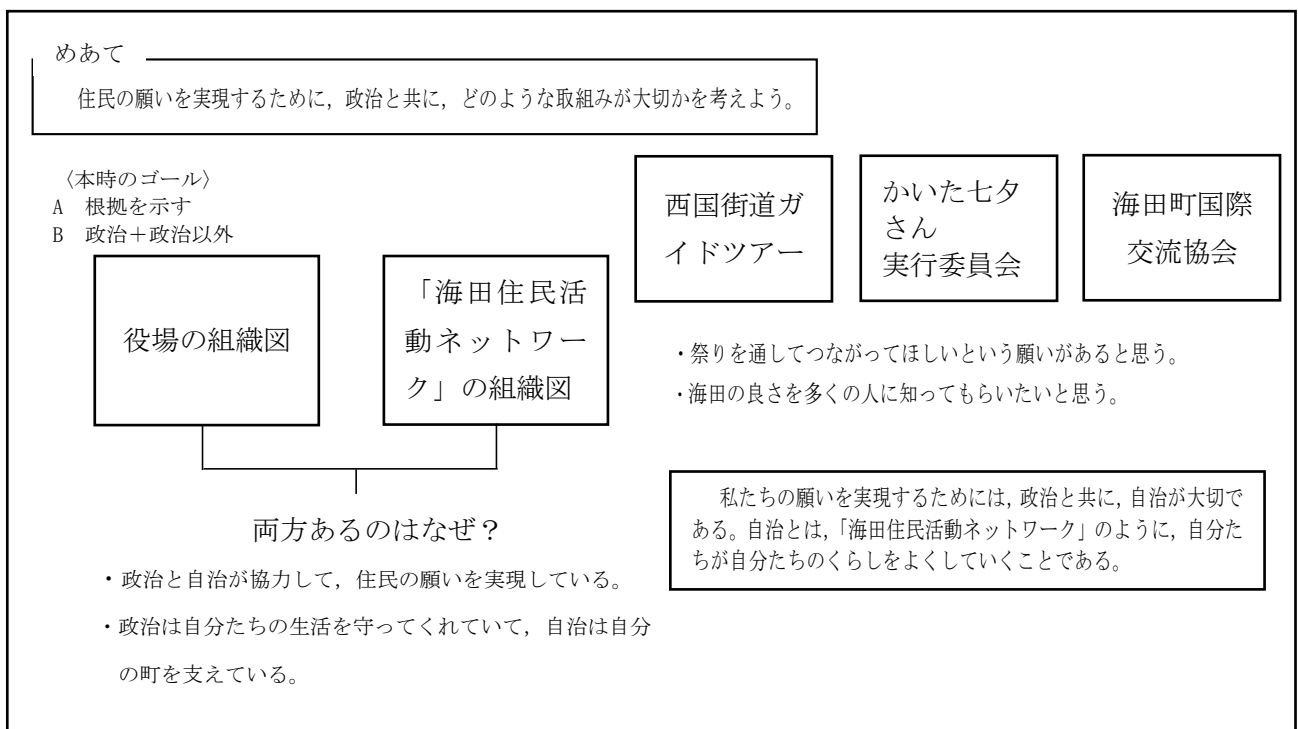 めあて
住民の願いを実現するために，政治と共に，どのような取組みが大切かを考えよう。
〈本時のゴール〉
A 根拠を示す
B 政治＋政治以外
役場の組織図
「海田住民活
動ネットワー
ク」の組織図
両方あるのはなぜ？
・政治と自治が協力して，住民の願いを実現している。
・政治は自分たちの生活を守ってくれていて，自治は自分
の町を支えている。
西国街道ガ
イドツアー
かいた七夕
さん
実行委員会
海田町国際
交流協会
・祭りを通してつながってほしいという願いがあると思う。
・海田の良さを多くの人に知ってもらいたいと思う。
私たちの願いを実現するためには，政治と共に，自治が大切で
ある。自治とは，「海田住民活動ネットワーク」のように，自分た
ちが自分たちのくらしをよくしていくことである。